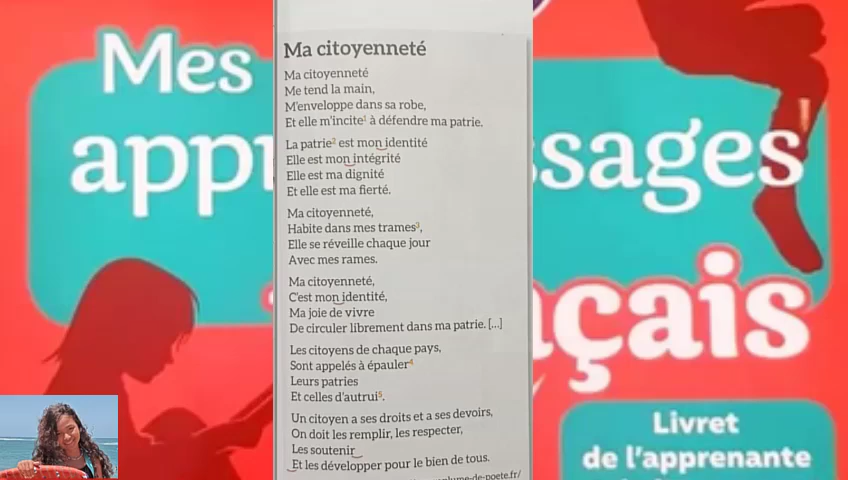 Mes
appr
ssages
çais
Livret
de l'apprenante
Ma citoyenneté
Ma citoyenneté
Me tend la main,
M'enveloppe dans sa robe,
Et elle m'incite¹ à défendre ma patrie.
La patrie² est mon identité
Elle est mon intégrité
Elle est ma dignité
Et elle est ma fierté.
Ma citoyenneté,
Habite dans mes trames³,
Elle se réveille chaque jour
Avec mes rames.
Ma citoyenneté,
C'est mon identité,
Ma joie de vivre
De circuler librement dans ma patrie. [...]
Les citoyens de chaque pays,
Sont appelés à épauler⁴
Leurs patries
Et celles d'autrui⁵.
Un citoyen a ses droits et a ses devoirs,
On doit les remplir, les respecter,
Les soutenir
Et les développer pour le bien de tous.
plume-de-poete.fr/